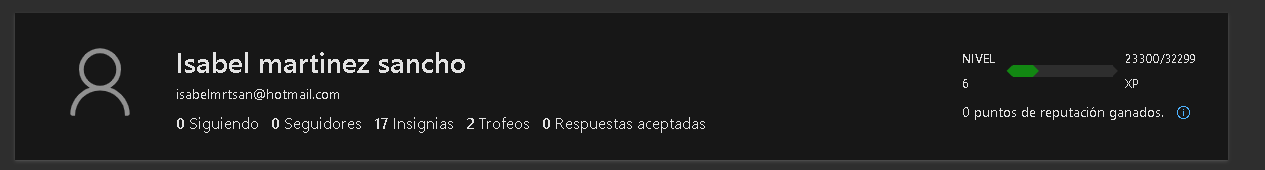 Isabel martinez sancho
isabelmrtsan@hotmail.com
0 Siguiendo 0 Seguidores 17 Insignias 2 Trofeos 0 Respuestas aceptadas
NIVEL
6
23300/32299
XP
0 puntos de reputación ganados.